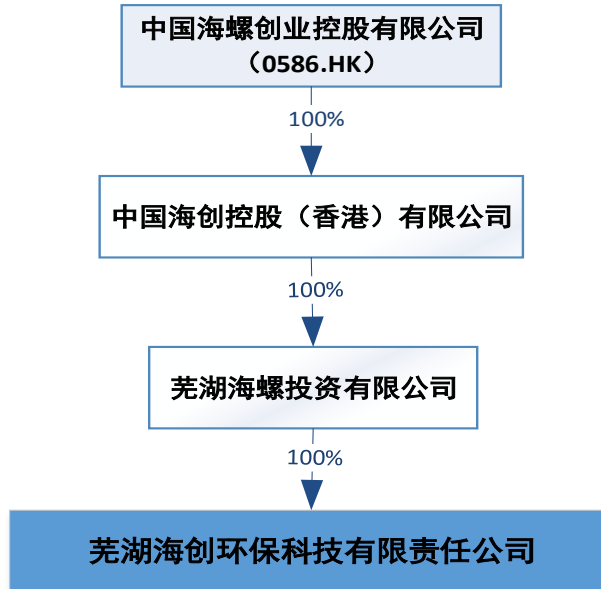 中国海螺创业控股有限公司
（0586.HK）
100%
中国海创控股（香港）有限公司
100%
芜湖海螺投资有限公司
100%
芜湖海创环保科技有限责任公司